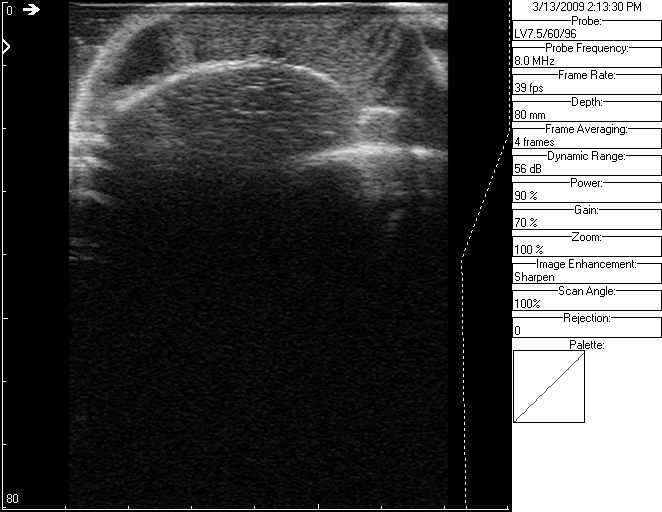 0
80
3/13/2009 2:13:30 PM
Probe:
LV7.5/60/96
Probe Frequency:
8.0 MHz
Frame Rate:
39 fps
Depth:
80 mm
Frame Averaging:
4 frames
Dynamic Range:
56 dB
Power:
90 %
Gain:
70 %
Zoom:
100 %
Image Enhancement:
Sharpen
Scan Angle:
100%
Rejection:
0
Palette: